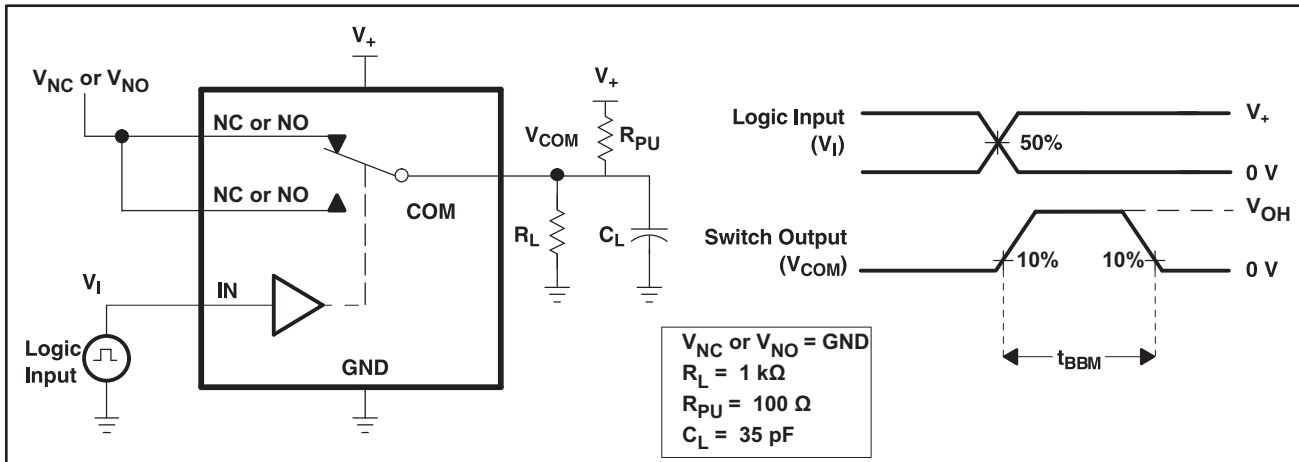 V+
V+
VNC or VNO
NC or NO
VCOM
RPU
NC or NO
COM
RL
CL
VI
IN
Logic
Input
GND
VNC or VNO = GND
RL = 1 kΩ
RPU = 100 Ω
CL = 35 pF
Logic Input
(VI)
V+
50%
0 V
VOH
Switch Output
(VCOM)
10%
10%
0 V
tBBM